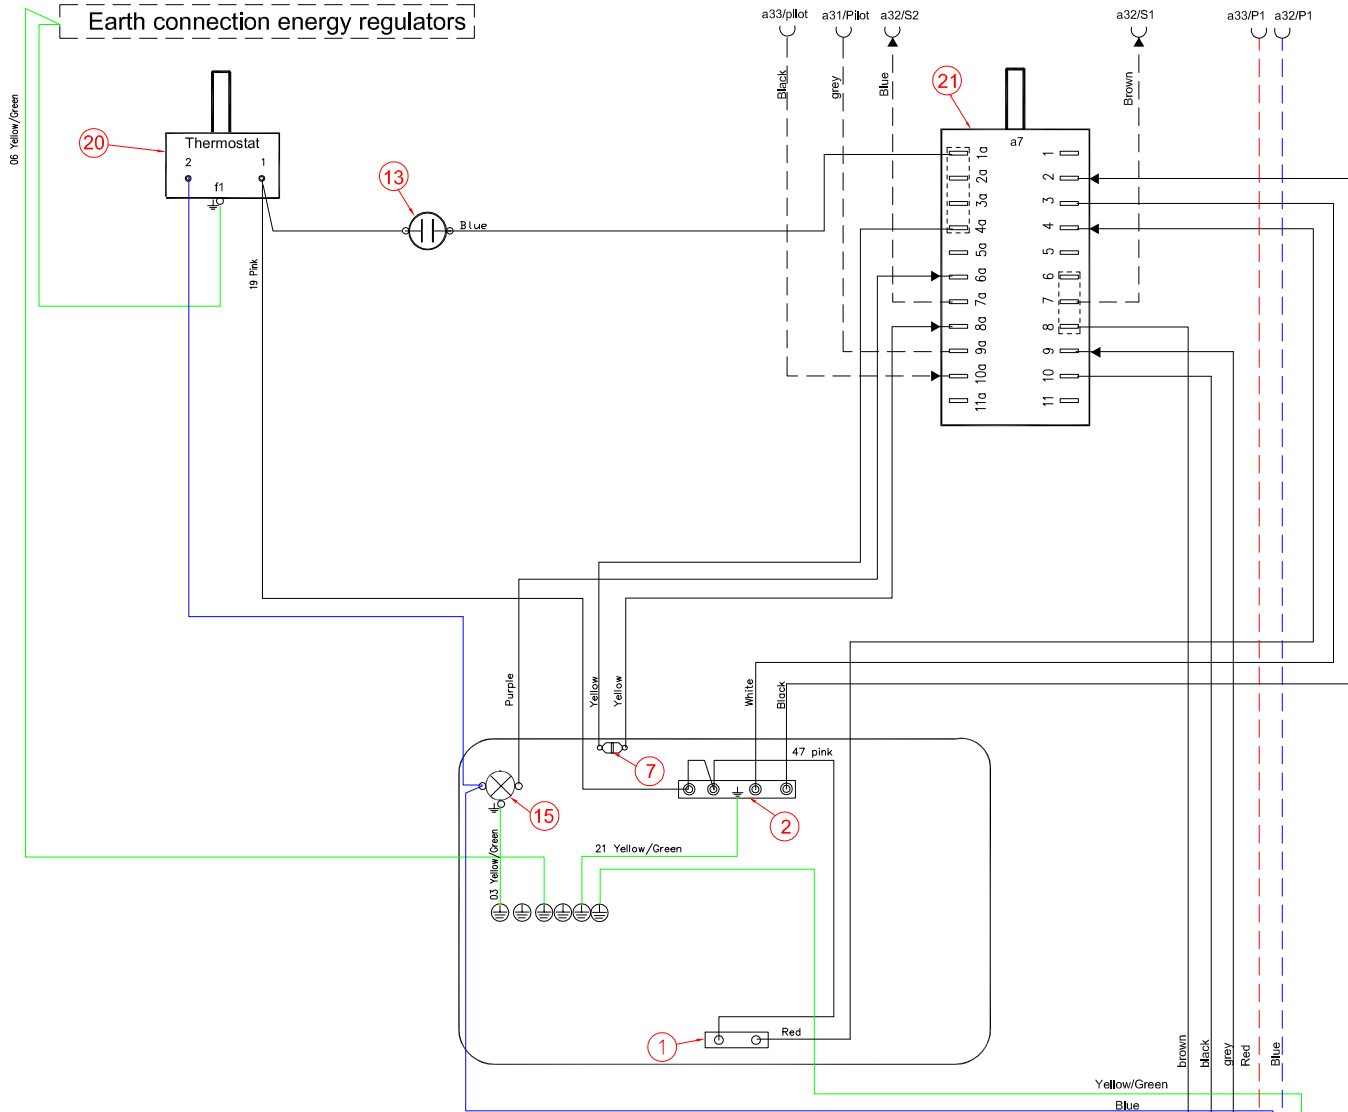 Earth connection energy regulators
a33/pilot
a31/Pilot
a32/S2
a32/S1
a33/P1
a32/P1
Black
grey
Blue
Brown
06 Yellow/Green
20
Thermostat
2
1
f1
13
Blue
19 Pink
21
a7
1a
1
2a
2
3a
3
4a
4
5a
5
6a
6
7a
7
8a
8
9a
9
10a
10
11a
11
Purple
Yellow
Yellow
White
Black
47 pink
7
15
2
03 Yellow/Green
21 Yellow/Green
1
Red
brown
black
grey
Red
Blue
Yellow/Green
Blue